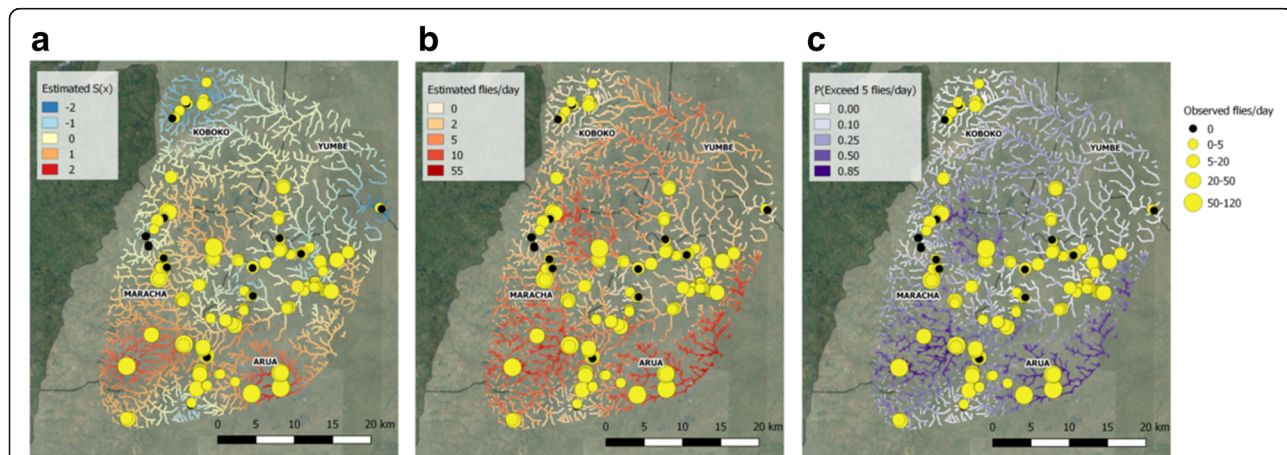 a
Estimated S(x)
-2
-1
0
1
2
KOBOKO
YUMBE
MARACHA
ARUA
0 5 10 15 20 km
b
Estimated flies/day
0
2
5
10
55
KOBOKO
YUMBE
MARACHA
ARUA
0 5 10 15 20 km
c
P(Exceed 5 flies/day)
0.00
0.10
0.25
0.50
0.85
KOBOKO
YUMBE
MARACHA
ARUA
0 5 10 15 20 km
Observed flies/day
0
0-5
5-20
20-50
50-120